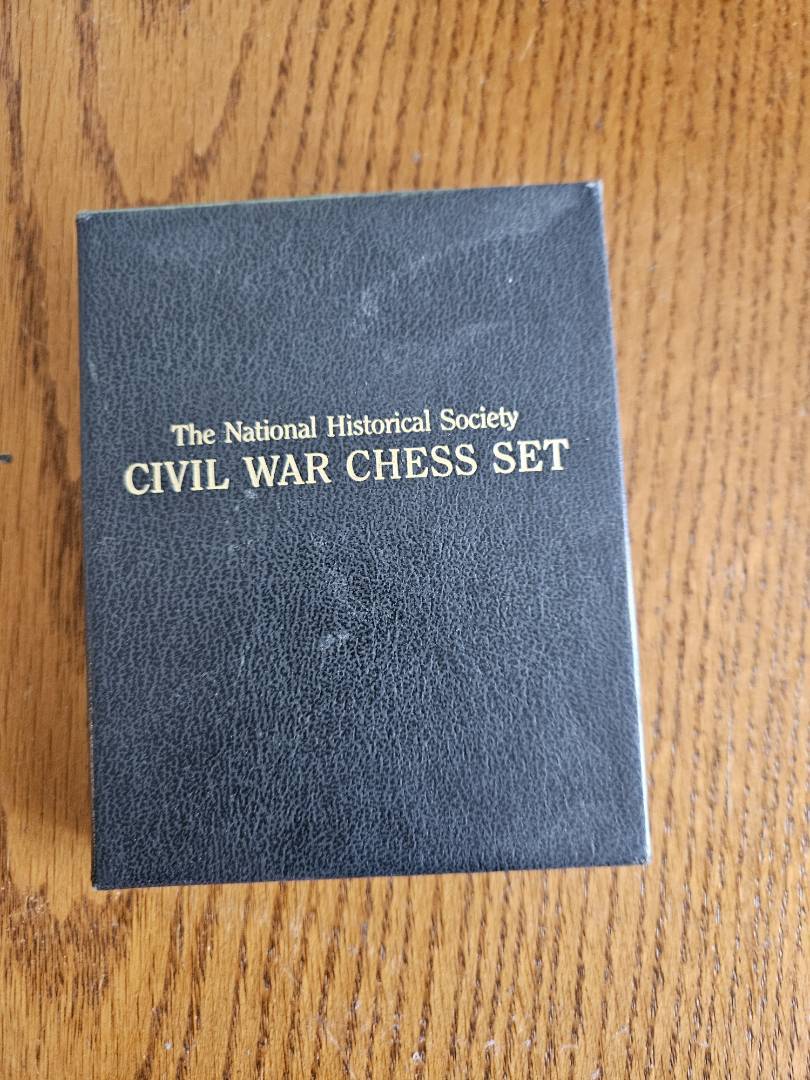 The National Historical Society
CIVIL WAR CHESS SET